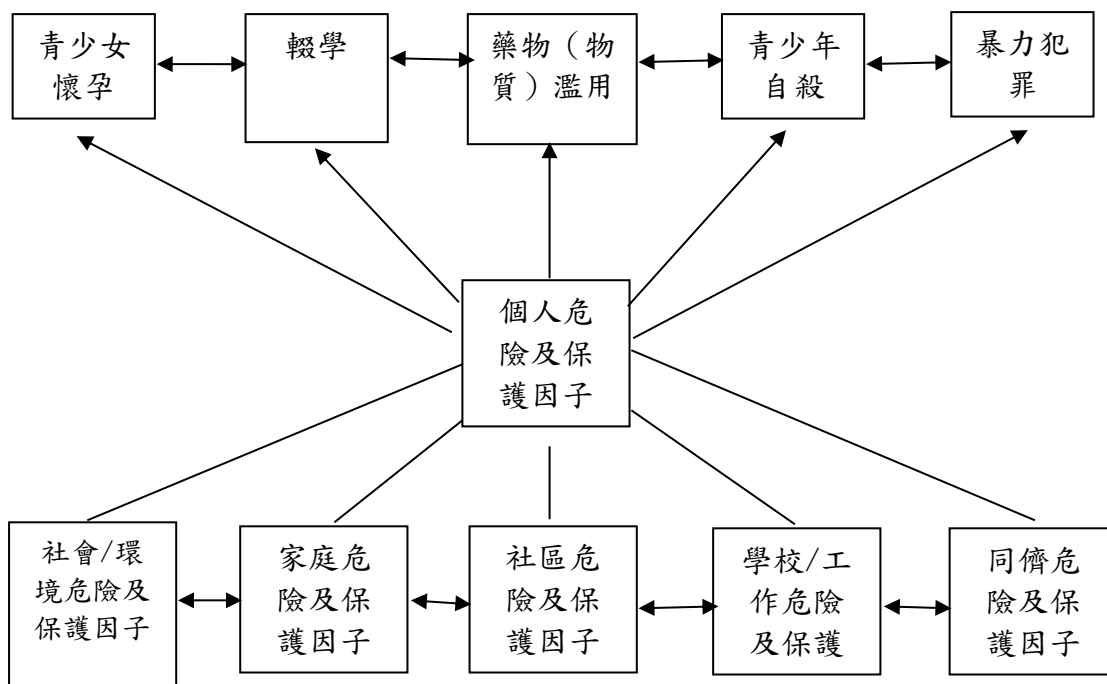 青少女
懷孕
輟學
藥物（物
質）濫用
青少年
自殺
暴力犯
罪
個人危
險及保
護因子
社會/環
境危險及
保護因子
家庭危
險及保
護因子
社區危
險及保
護因子
學校/工
作危險
及保護
同儕危
險及保
護因子